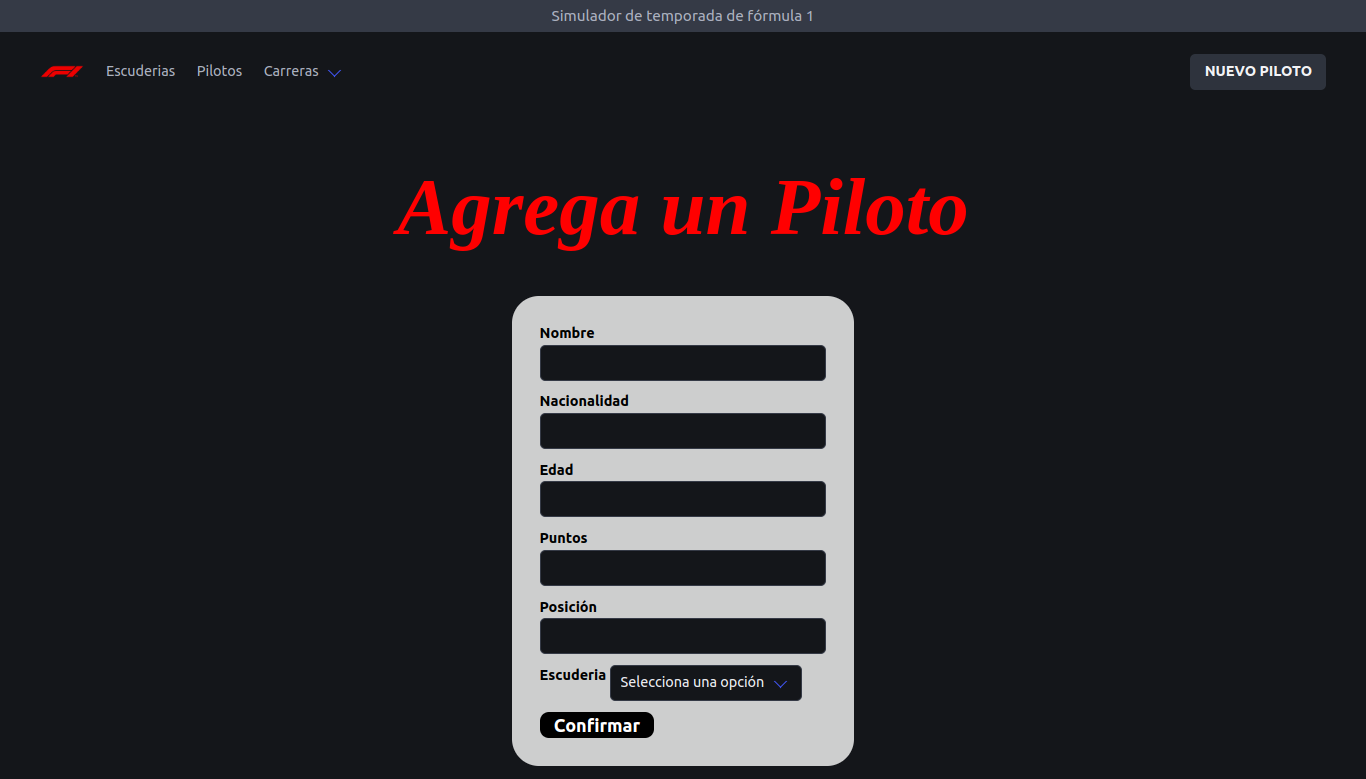 Simulador de temporada de fórmula 1
Escuderias Pilotos Carreras NUEVO PILOTO
Agrega un Piloto
Nombre
Nacionalidad
Edad
Puntos
Posición
Escuderia Selecciona una opción
Confirmar